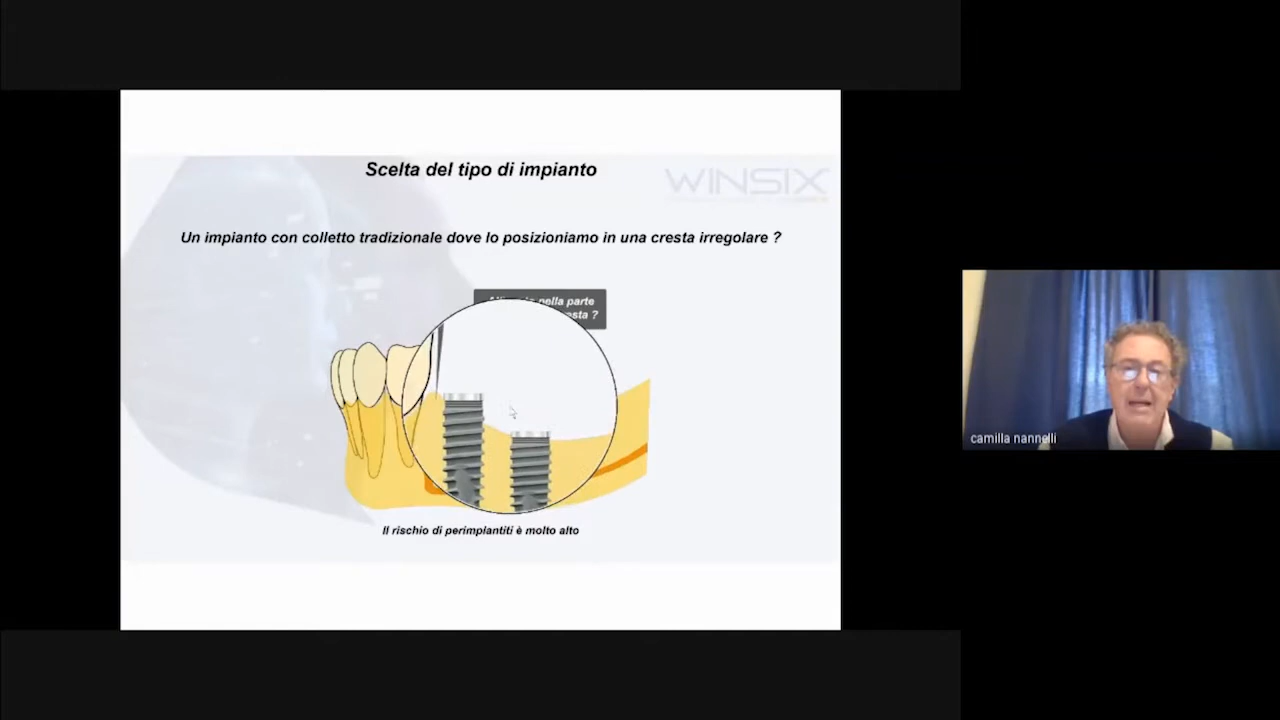 Scelta del tipo di impianto
WINSIX
Un impianto con colletto tradizionale dove lo posizioniamo in una cresta irregolare ?
nella parte
?
camilla nannelli
Il rischio di perimplantiti è molto alto